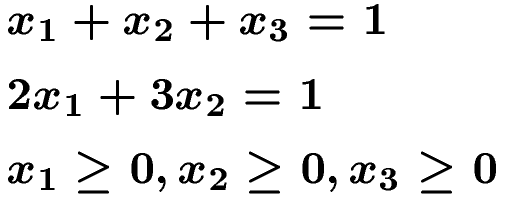 x₁ + x₂ + x₃ = 1
2x₁ + 3x₂ = 1
x₁ ≥ 0, x₂ ≥ 0, x₃ ≥ 0